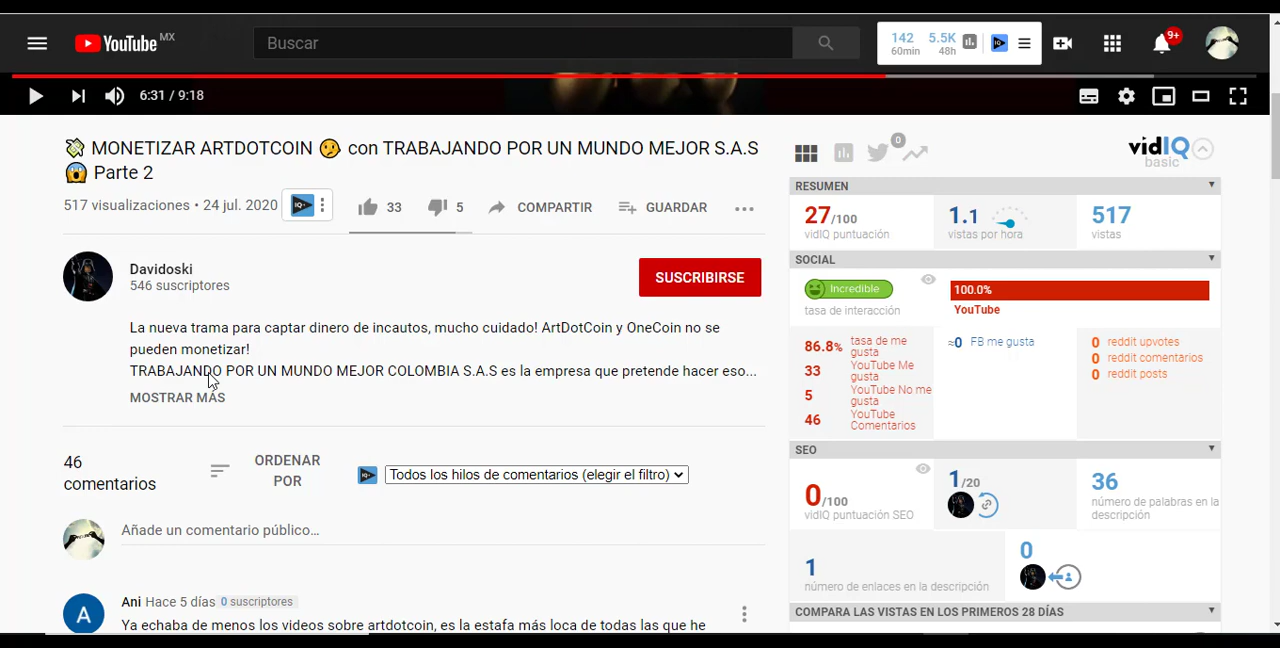 YouTube MX
Buscar
142 60min
5.5K 48h
IQ
9+
6:31 / 9:18
💸 MONETIZAR ARTDOTCOIN 🤔 con TRABAJANDO POR UN MUNDO MEJOR S.A.S
😱 Parte 2
517 visualizaciones • 24 jul. 2020
IQ
33
5
COMPARTIR
GUARDAR
Davidoski
546 suscriptores
SUSCRIBIRSE
La nueva trama para captar dinero de incautos, mucho cuidado! ArtDotCoin y OneCoin no se
pueden monetizar!
TRABAJANDO POR UN MUNDO MEJOR COLOMBIA S.A.S es la empresa que pretende hacer eso...
MOSTRAR MÁS
46
comentarios
ORDENAR
POR
IQ
Todos los hilos de comentarios (elegir el filtro)
Añade un comentario público...
A
Ani Hace 5 días 0 suscriptores
Ya echaba de menos los videos sobre artdotcoin, es la estafa más loca de todas las que he
0
vidIQ
basic
RESUMEN
27/100
vidIQ puntuación
1.1
vistas por hora
517
vistas
SOCIAL
Incredible
tasa de interacción
100.0%
YouTube
86.8% tasa de me
gusta
33 YouTube Me
gusta
5 YouTube No me
gusta
46 YouTube
Comentarios
≈0 FB me gusta
0 reddit upvotes
0 reddit comentarios
0 reddit posts
SEO
0/100
vidIQ puntuación SEO
1/20
36
número de palabras en la
descripción
1
número de enlaces en la descripción
0
COMPARA LAS VISTAS EN LOS PRIMEROS 28 DÍAS